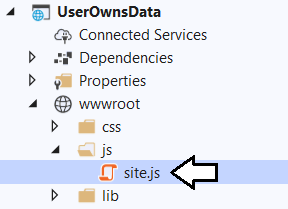 UserOwnsData
Connected Services
Dependencies
Properties
wwwroot
css
js
site.js
lib